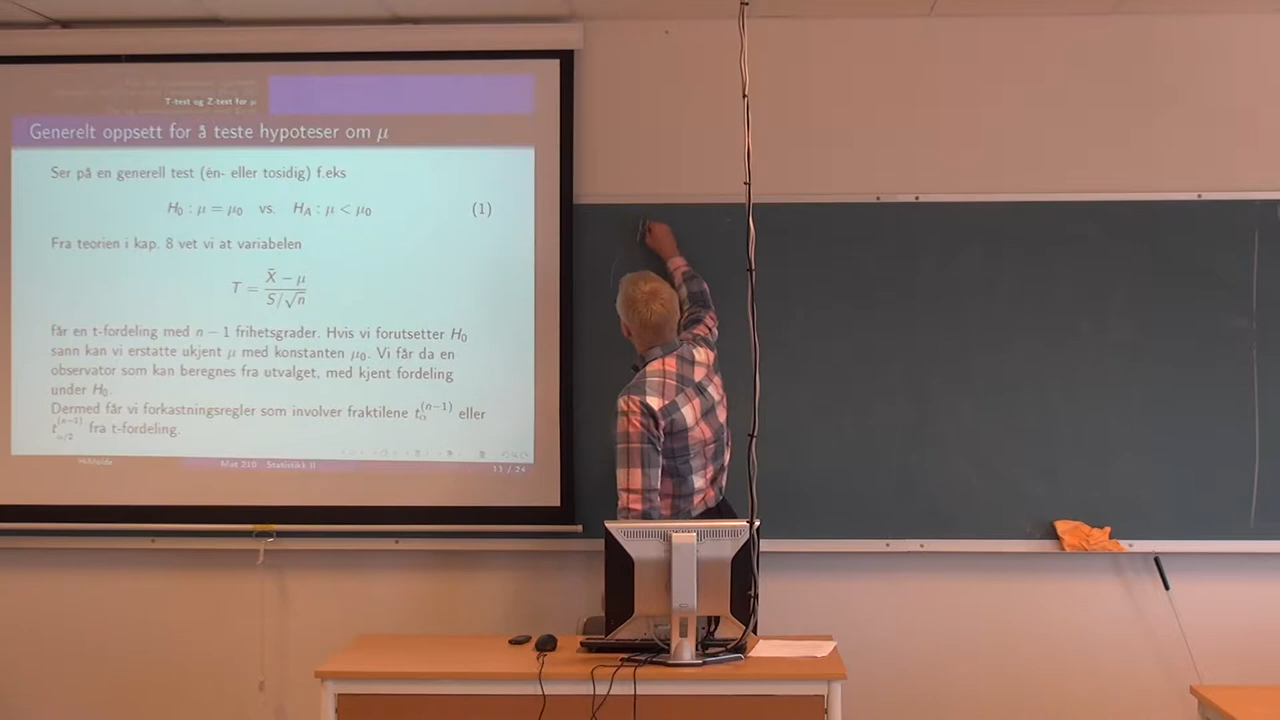 T-test og Z-test for μ
Generelt oppsett for å teste hypoteser om μ
Ser på en generell test (én- eller tosidig) f.eks
H₀ : μ = μ₀ vs. H_A : μ < μ₀ (1)
Fra teorien i kap. 8 vet vi at variabelen
T = (X̄ − μ) / (S/√n)
får en t-fordeling med n − 1 frihetsgrader. Hvis vi forutsetter H₀
sann kan vi erstatte ukjent μ med konstanten μ₀. Vi får da en
observator som kan beregnes fra utvalget, med kjent fordeling
under H₀.
Dermed får vi forkastningsregler som involver fraktilene t_α^(n−1) eller
t_α/2^(n−1) fra t-fordeling.
Mat 210 Statistikk II 13 / 24